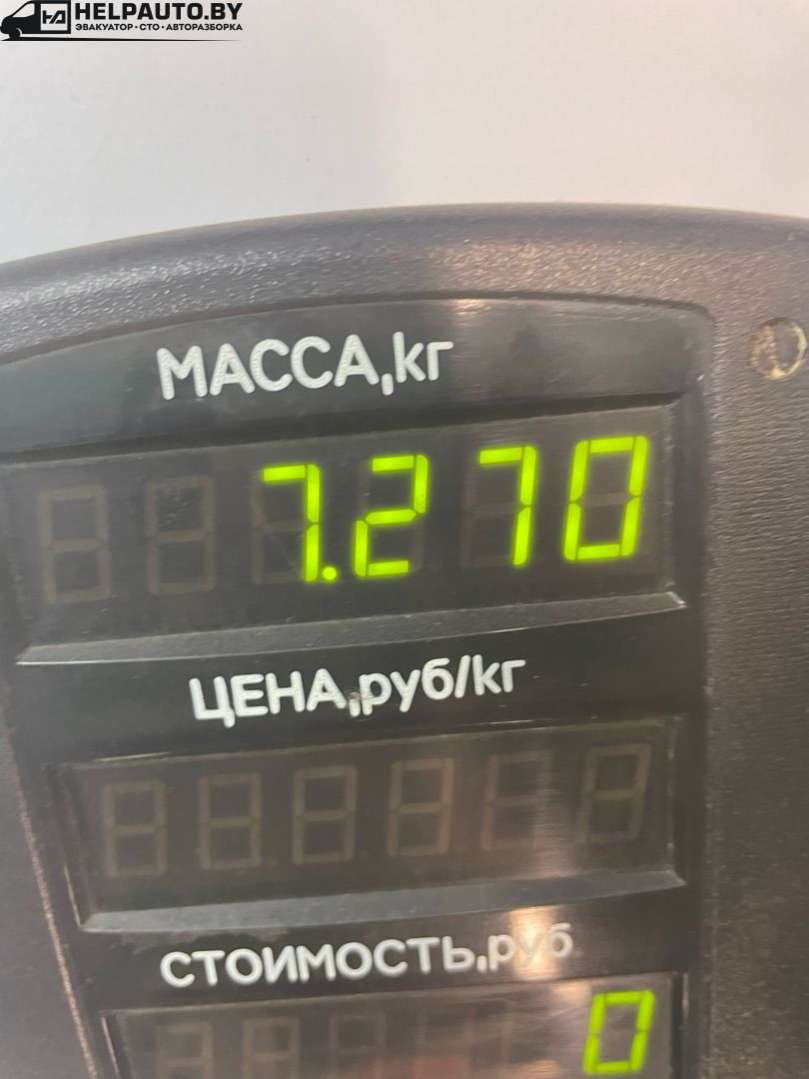 HELPAUTO.BY
ЭВАКУАТОР • СТО • АВТОРАЗБОРКА
МАССА,кг
7.270
ЦЕНА,руб/кг
СТОИМОСТЬ,руб
0